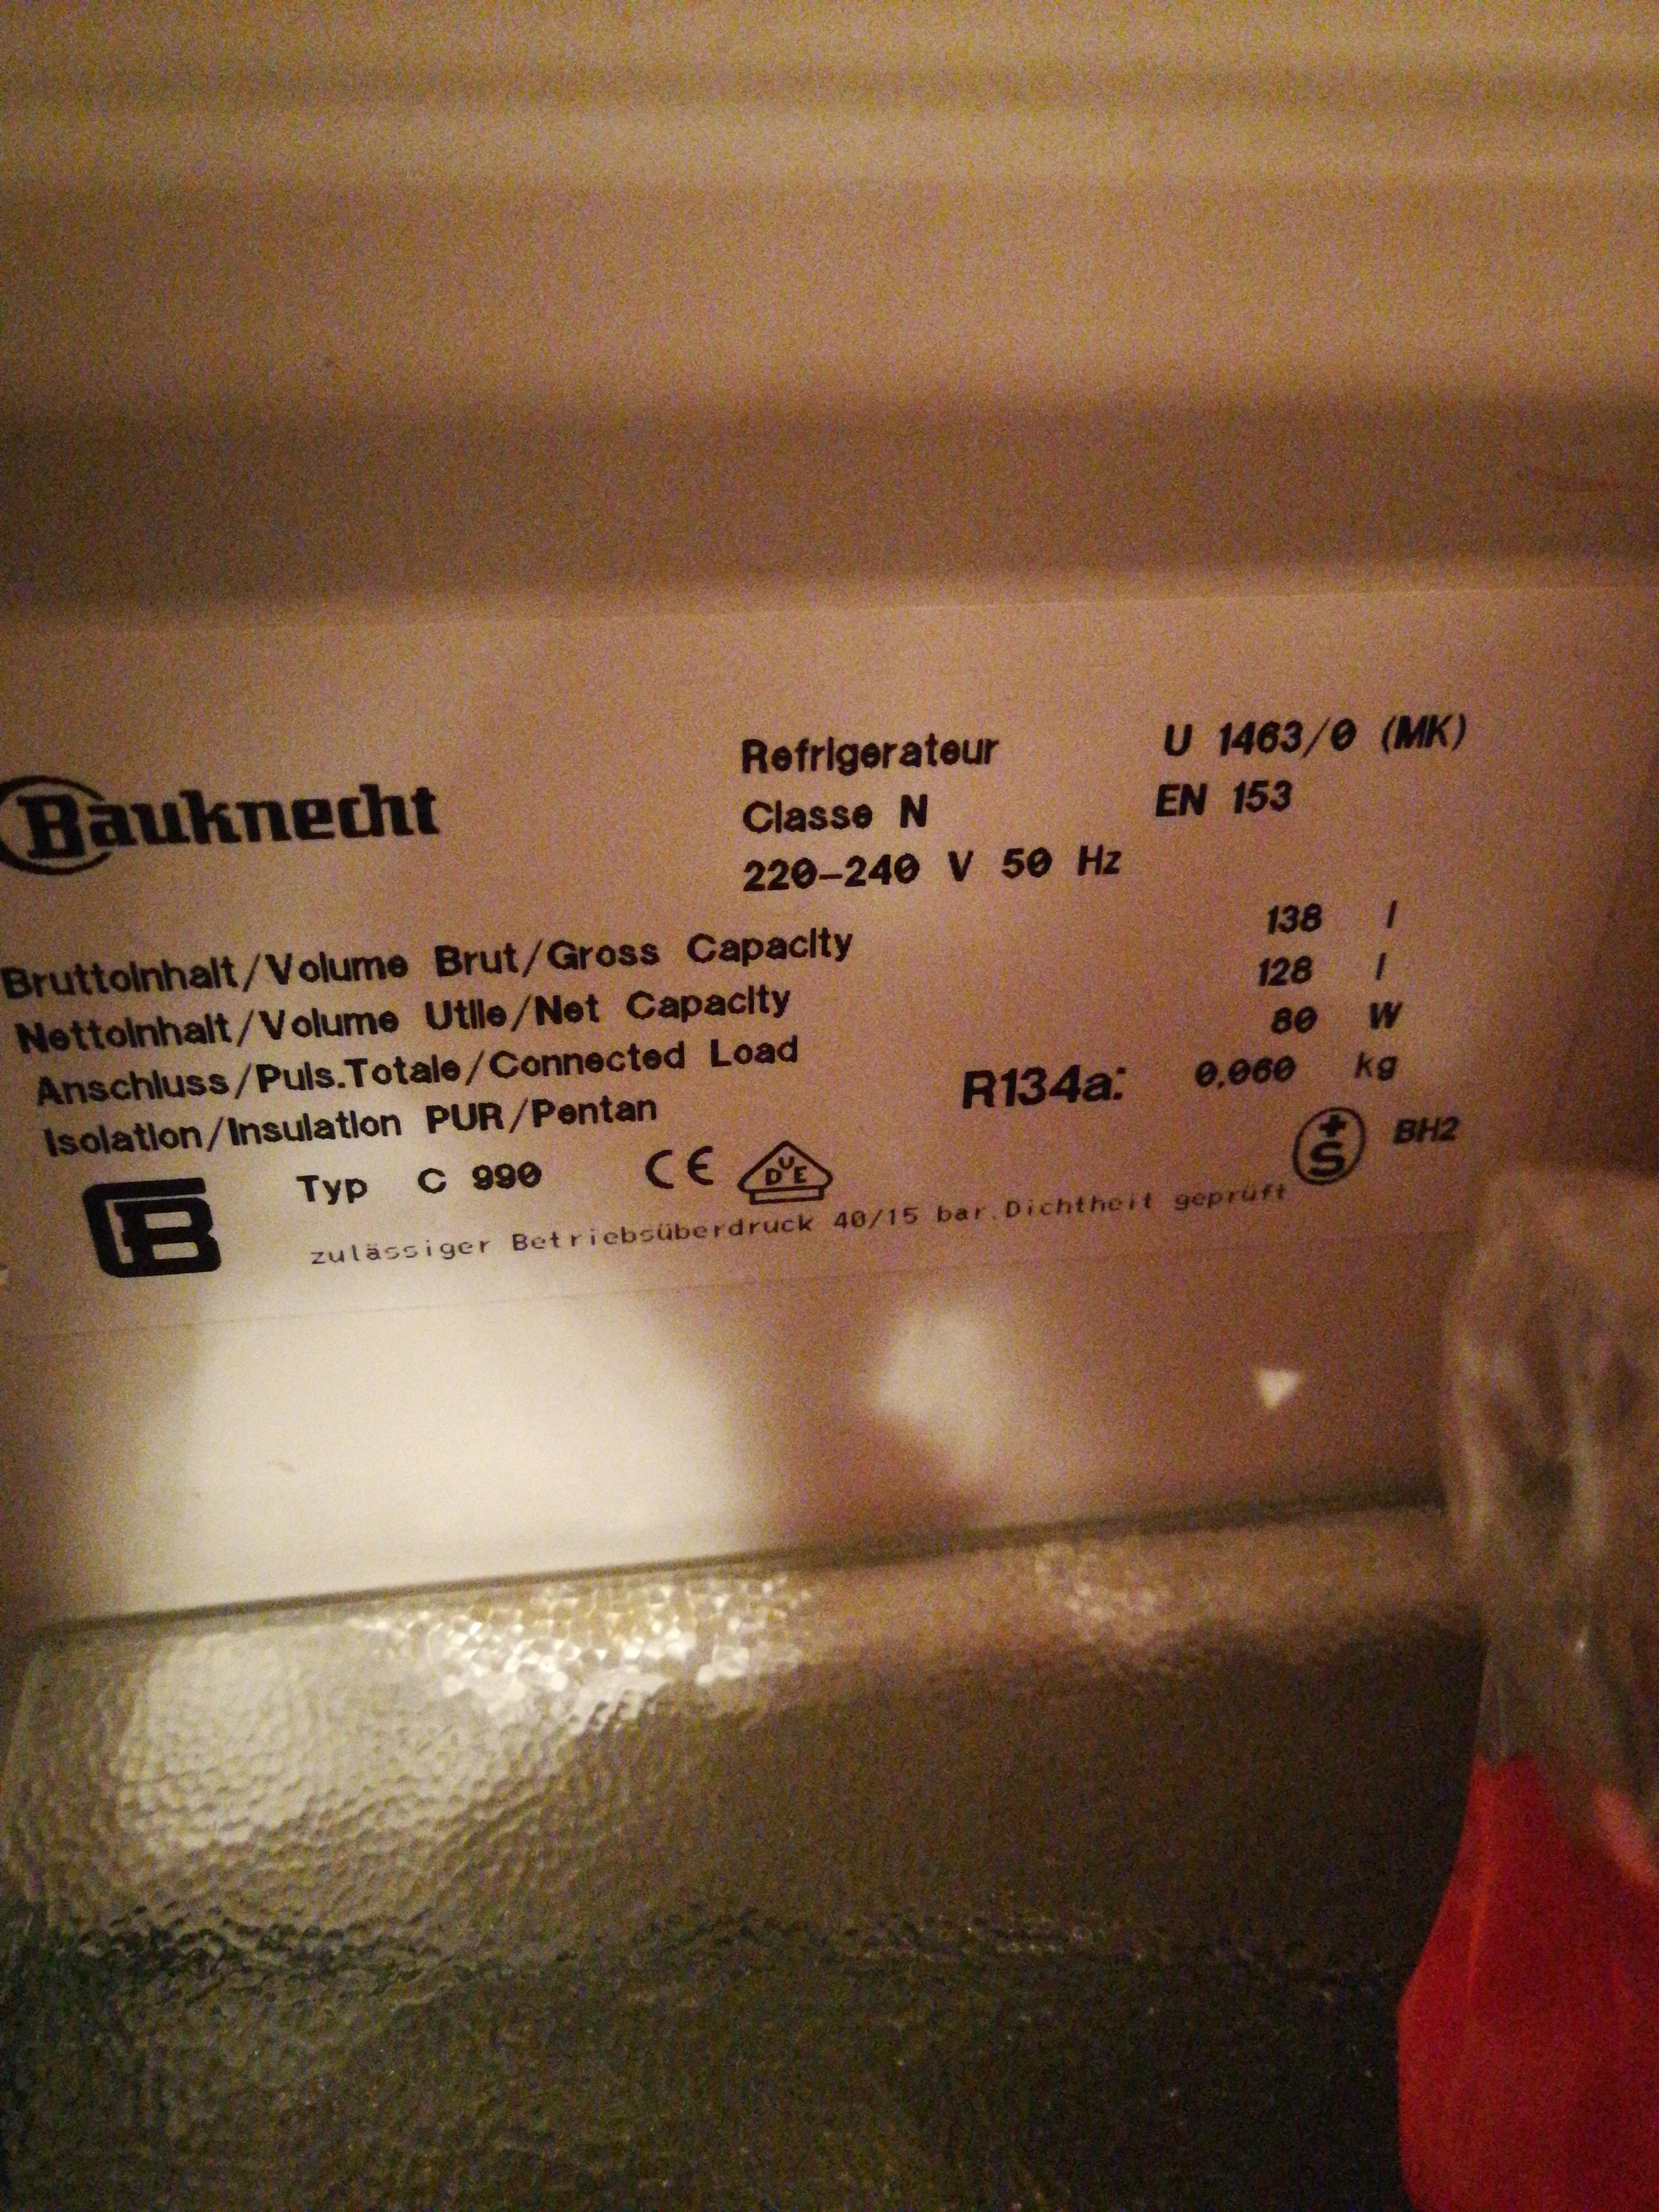 Bauknecht
Refrigerateur U 1463/0 (MK)
Classe N EN 153
220-240 V 50 Hz
Bruttoinhalt/Volume Brut/Gross Capacity 138 l
Nettoinhalt/Volume Utile/Net Capacity 128 l
Anschluss/Puls.Totale/Connected Load 80 W
Isolation/Insulation PUR/Pentan R134a: 0,060 kg
B Typ C 990 CE DVE +S BH2
zulässiger Betriebsüberdruck 40/15 bar.Dichtheit geprüft